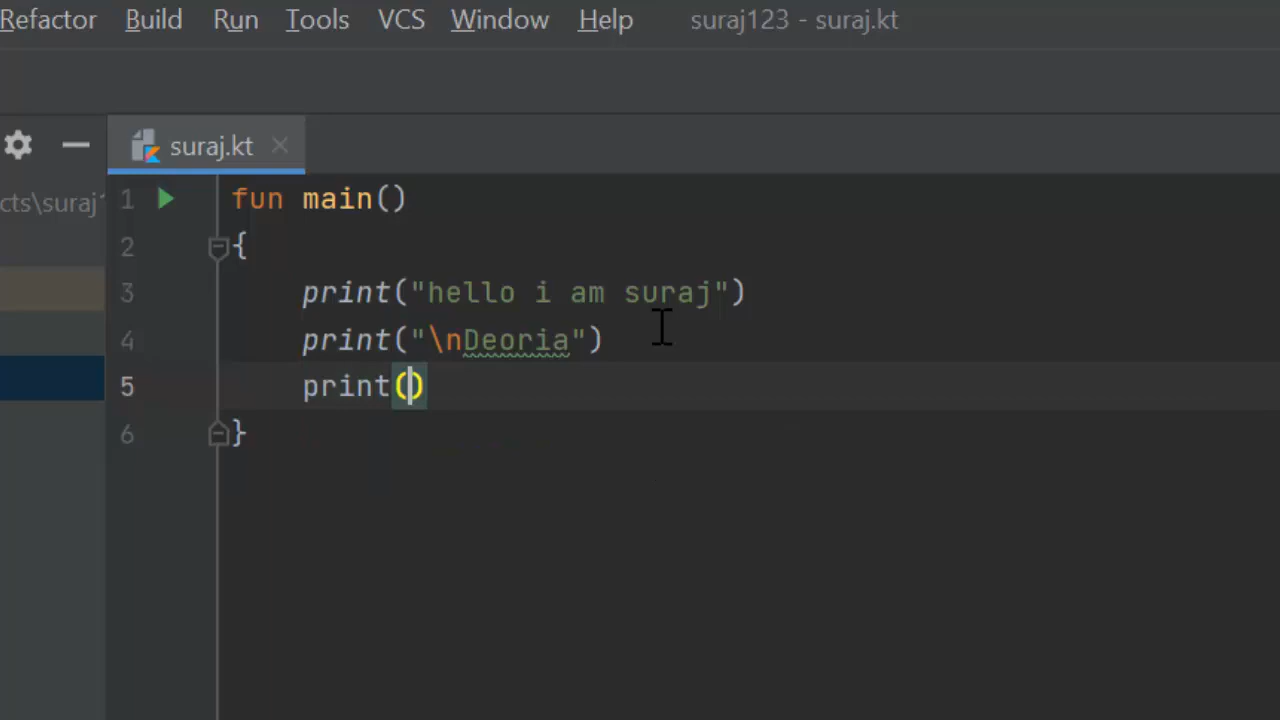 Refactor Build Run Tools VCS Window Help suraj123 - suraj.kt
suraj.kt
cts\suraj1
1 fun main()
2 {
3 print("hello i am suraj")
4 print("\nDeoria")
5 print()
6 }